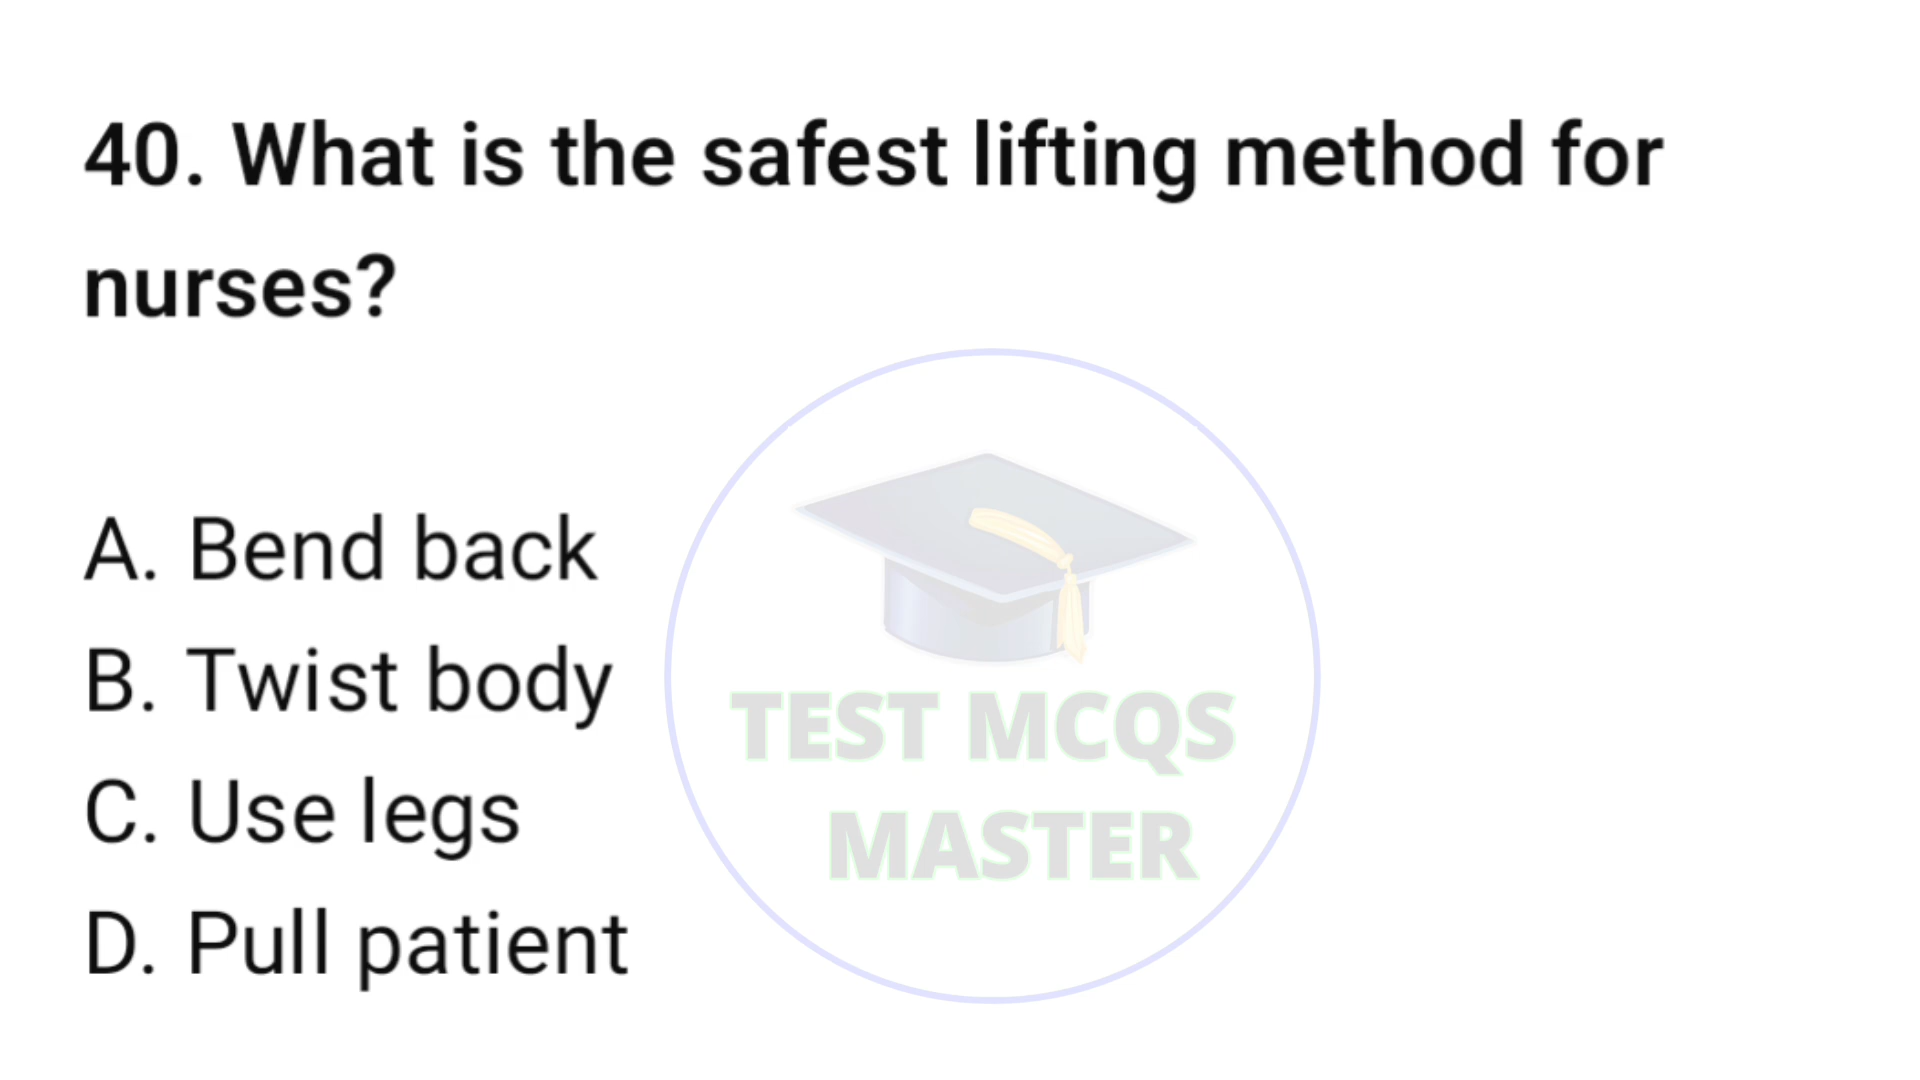 40. What is the safest lifting method for
nurses?
A. Bend back
B. Twist body
C. Use legs
D. Pull patient
TEST MCQS
MASTER